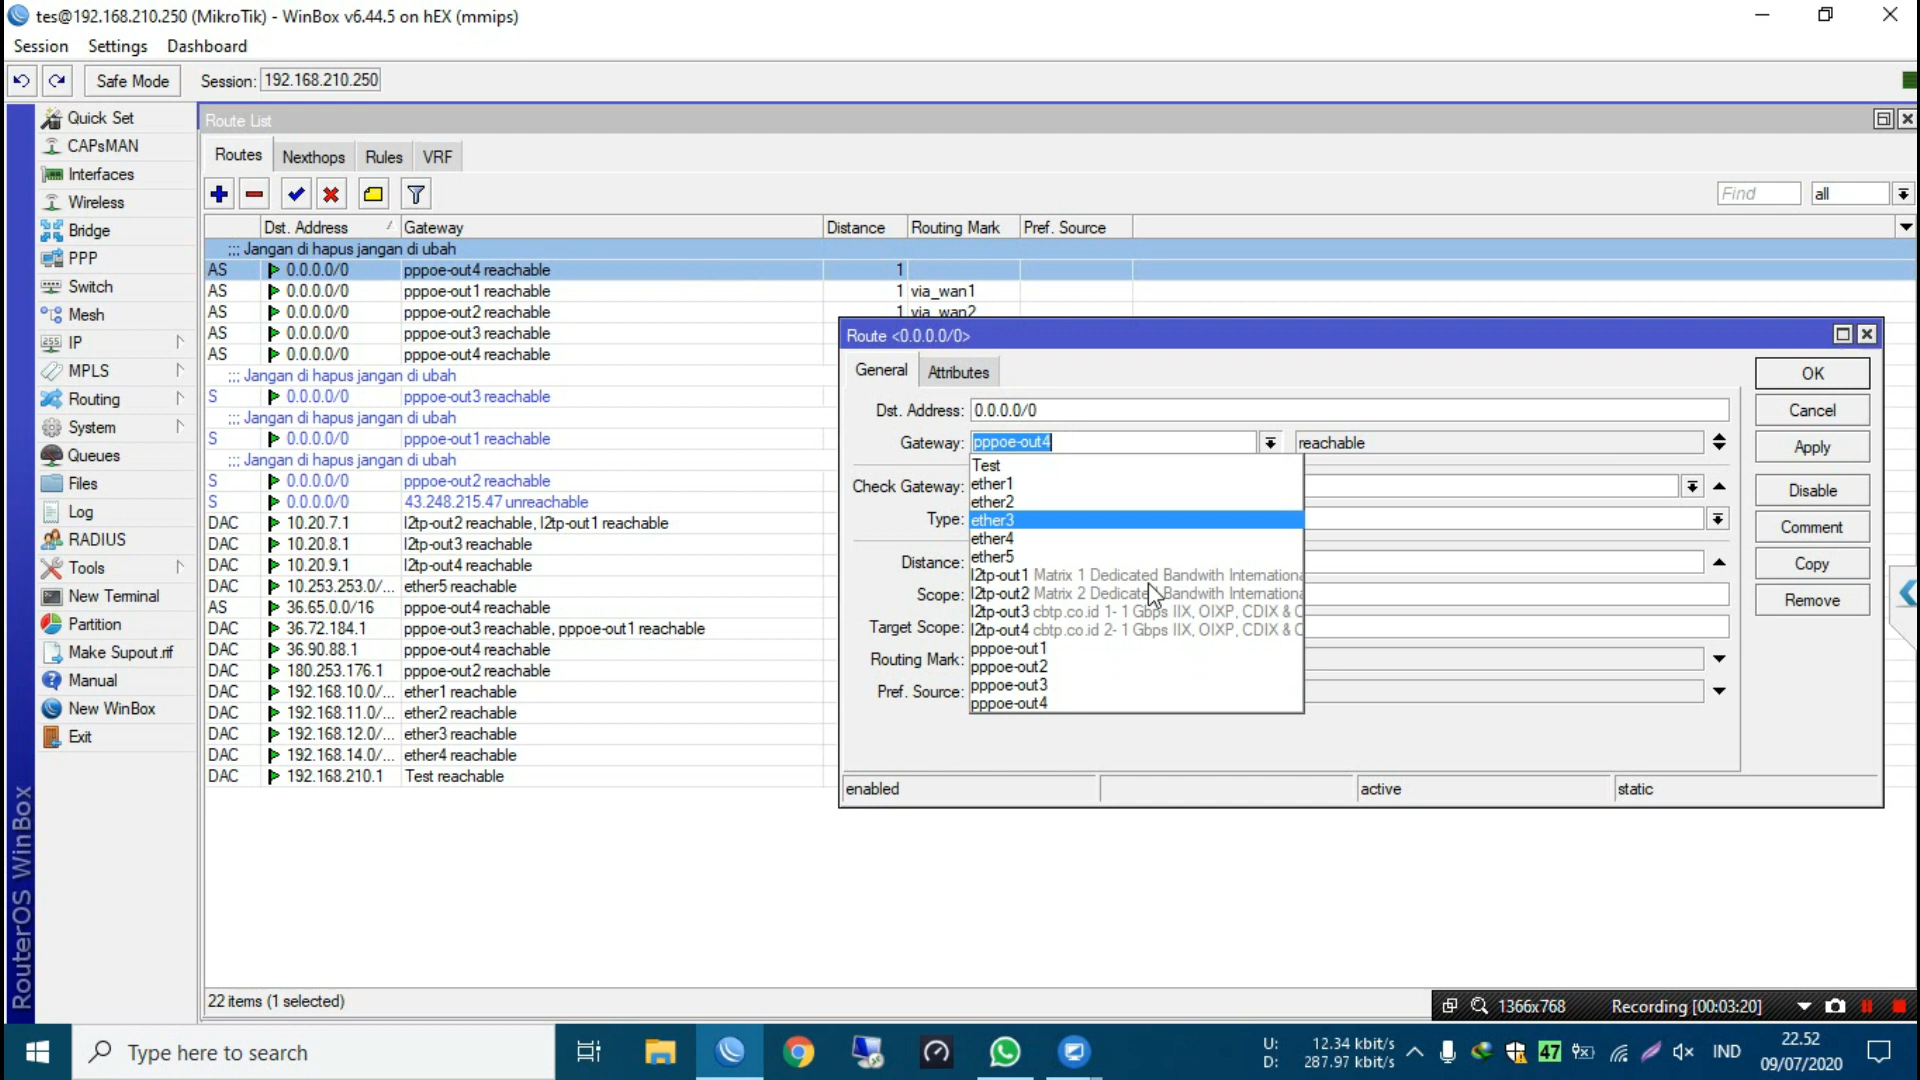 tes@192.168.210.250 (MikroTik) - WinBox v6.44.5 on hEX (mmips)
Session Settings Dashboard
Safe Mode Session: 192.168.210.250
Quick Set
CAPsMAN
Interfaces
Wireless
Bridge
PPP
Switch
Mesh
IP
MPLS
Routing
System
Queues
Files
Log
RADIUS
Tools
New Terminal
Partition
Make Supout.rif
Manual
New WinBox
Exit
RouterOS WinBox
Route List
Routes Nexthops Rules VRF
Find all
Dst. Address Gateway Distance Routing Mark Pref. Source
;;; Jangan di hapus jangan di ubah
AS 0.0.0.0/0 pppoe-out4 reachable 1
AS 0.0.0.0/0 pppoe-out1 reachable 1 via_wan1
AS 0.0.0.0/0 pppoe-out2 reachable 1 via_wan2
AS 0.0.0.0/0 pppoe-out3 reachable
AS 0.0.0.0/0 pppoe-out4 reachable
;;; Jangan di hapus jangan di ubah
S 0.0.0.0/0 pppoe-out3 reachable
;;; Jangan di hapus jangan di ubah
S 0.0.0.0/0 pppoe-out1 reachable
;;; Jangan di hapus jangan di ubah
S 0.0.0.0/0 pppoe-out2 reachable
S 0.0.0.0/0 43.248.215.47 unreachable
DAC 10.20.7.1 l2tp-out2 reachable, l2tp-out1 reachable
DAC 10.20.8.1 l2tp-out3 reachable
DAC 10.20.9.1 l2tp-out4 reachable
DAC 10.253.253.0/... ether5 reachable
AS 36.65.0.0/16 pppoe-out4 reachable
DAC 36.72.184.1 pppoe-out3 reachable, pppoe-out1 reachable
DAC 36.90.88.1 pppoe-out4 reachable
DAC 180.253.176.1 pppoe-out2 reachable
DAC 192.168.10.0/... ether1 reachable
DAC 192.168.11.0/... ether2 reachable
DAC 192.168.12.0/... ether3 reachable
DAC 192.168.14.0/... ether4 reachable
DAC 192.168.210.1 Test reachable
22 items (1 selected)
Route <0.0.0.0/0>
General Attributes
Dst. Address: 0.0.0.0/0
Gateway: pppoe-out4 reachable
Check Gateway:
Type:
Distance:
Scope:
Target Scope:
Routing Mark:
Pref. Source:
Test
ether1
ether2
ether3
ether4
ether5
l2tp-out1 Matrix 1 Dedicated Bandwith Internationa
l2tp-out2 Matrix 2 Dedicated Bandwith Internationa
l2tp-out3 cbtp.co.id 1- 1 Gbps IIX, OIXP, CDIX & C
l2tp-out4 cbtp.co.id 2- 1 Gbps IIX, OIXP, CDIX & C
pppoe-out1
pppoe-out2
pppoe-out3
pppoe-out4
OK
Cancel
Apply
Disable
Comment
Copy
Remove
enabled active static
1366x768 Recording [00:03:20]
Type here to search
U: 12.34 kbit/s
D: 287.97 kbit/s
47
IND
22.52
09/07/2020